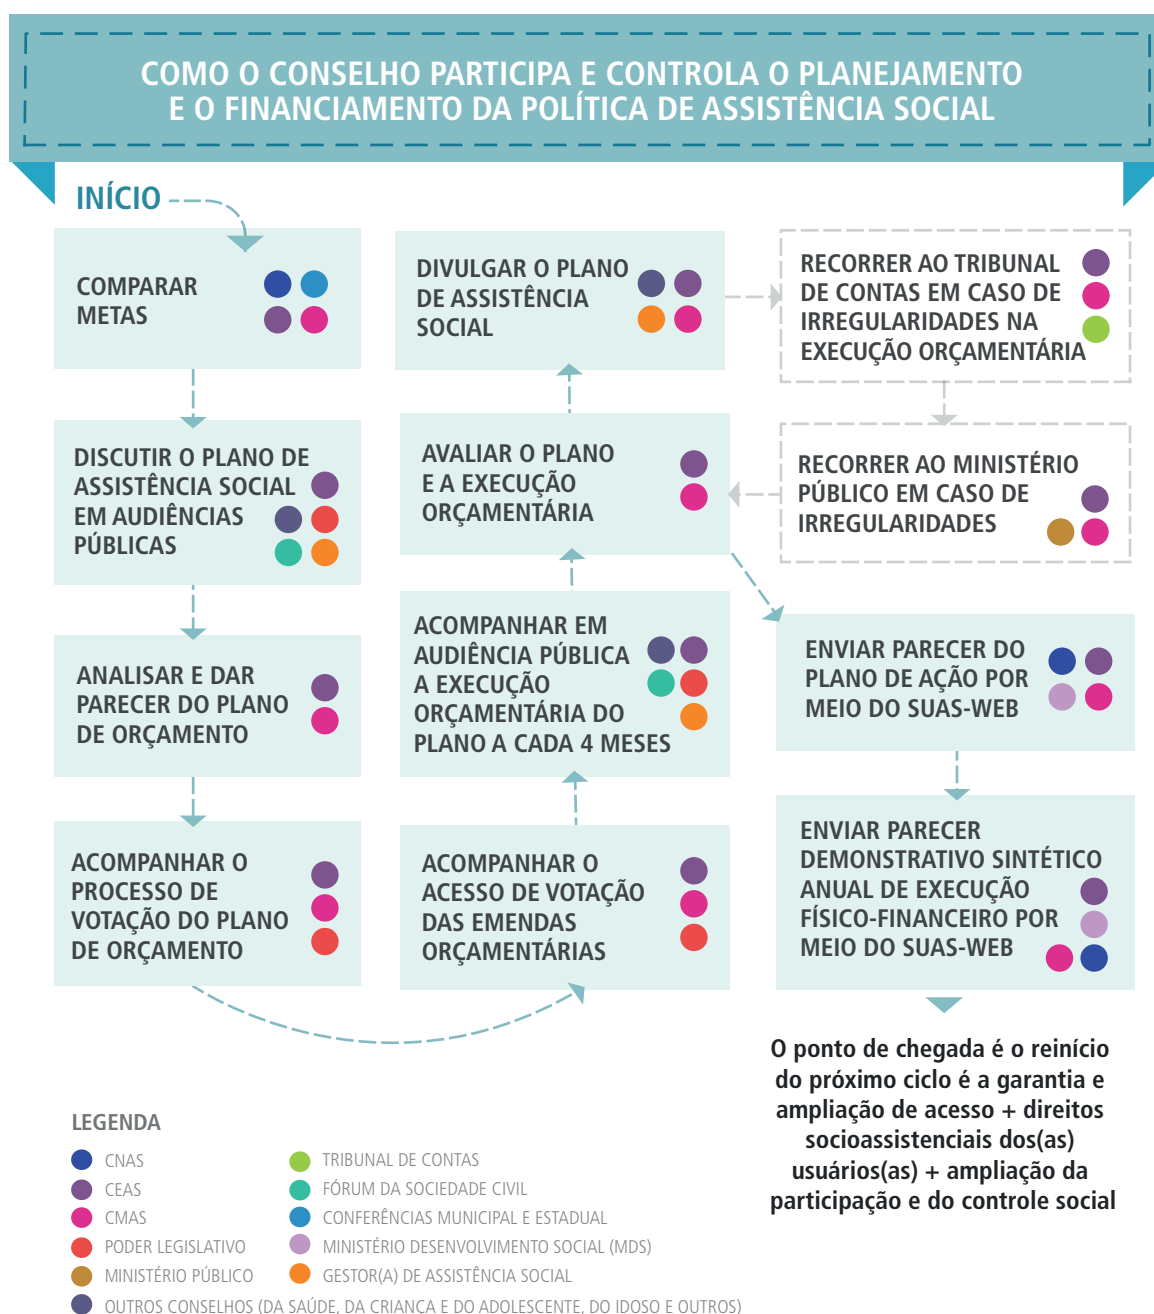 COMO O CONSELHO PARTICIPA E CONTROLA O PLANEJAMENTO
E O FINANCIAMENTO DA POLÍTICA DE ASSISTÊNCIA SOCIAL
INÍCIO
COMPARAR
METAS
DISCUTIR O PLANO DE
ASSISTÊNCIA SOCIAL
EM AUDIÊNCIAS
PÚBLICAS
ANALISAR E DAR
PARECER DO PLANO
DE ORÇAMENTO
ACOMPANHAR O
PROCESSO DE
VOTAÇÃO DO PLANO
DE ORÇAMENTO
ACOMPANHAR O
ACESSO DE VOTAÇÃO
DAS EMENDAS
ORÇAMENTÁRIAS
ACOMPANHAR EM
AUDIÊNCIA PÚBLICA
A EXECUÇÃO
ORÇAMENTÁRIA DO
PLANO A CADA 4 MESES
AVALIAR O PLANO
E A EXECUÇÃO
ORÇAMENTÁRIA
DIVULGAR O PLANO
DE ASSISTÊNCIA
SOCIAL
RECORRER AO TRIBUNAL
DE CONTAS EM CASO DE
IRREGULARIDADES NA
EXECUÇÃO ORÇAMENTÁRIA
RECORRER AO MINISTÉRIO
PÚBLICO EM CASO DE
IRREGULARIDADES
ENVIAR PARECER DO
PLANO DE AÇÃO POR
MEIO DO SUAS-WEB
ENVIAR PARECER
DEMONSTRATIVO SINTÉTICO
ANUAL DE EXECUÇÃO
FÍSICO-FINANCEIRO POR
MEIO DO SUAS-WEB
O ponto de chegada é o reinício
do próximo ciclo é a garantia e
ampliação de acesso + direitos
socioassistenciais dos(as)
usuários(as) + ampliação da
participação e do controle social
LEGENDA
CNAS
CEAS
CMAS
PODER LEGISLATIVO
MINISTÉRIO PÚBLICO
TRIBUNAL DE CONTAS
FÓRUM DA SOCIEDADE CIVIL
CONFERÊNCIAS MUNICIPAL E ESTADUAL
MINISTÉRIO DESENVOLVIMENTO SOCIAL (MDS)
GESTOR(A) DE ASSISTÊNCIA SOCIAL
OUTROS CONSELHOS (DA SAÚDE, DA CRIANÇA E DO ADOLESCENTE, DO IDOSO E OUTROS)